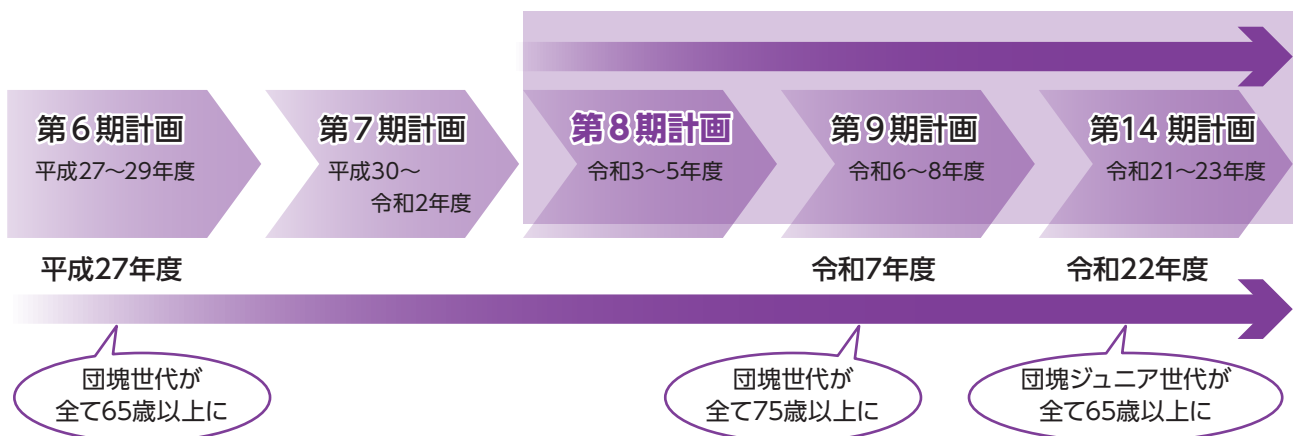 第6期計画
平成27〜29年度
第7期計画
平成30〜
令和2年度
第8期計画
令和3〜5年度
第9期計画
令和6〜8年度
第14 期計画
令和21〜23年度
平成27年度
令和7年度
令和22年度
団塊世代が
全て65歳以上に
団塊世代が
全て75歳以上に
団塊ジュニア世代が
全て65歳以上に